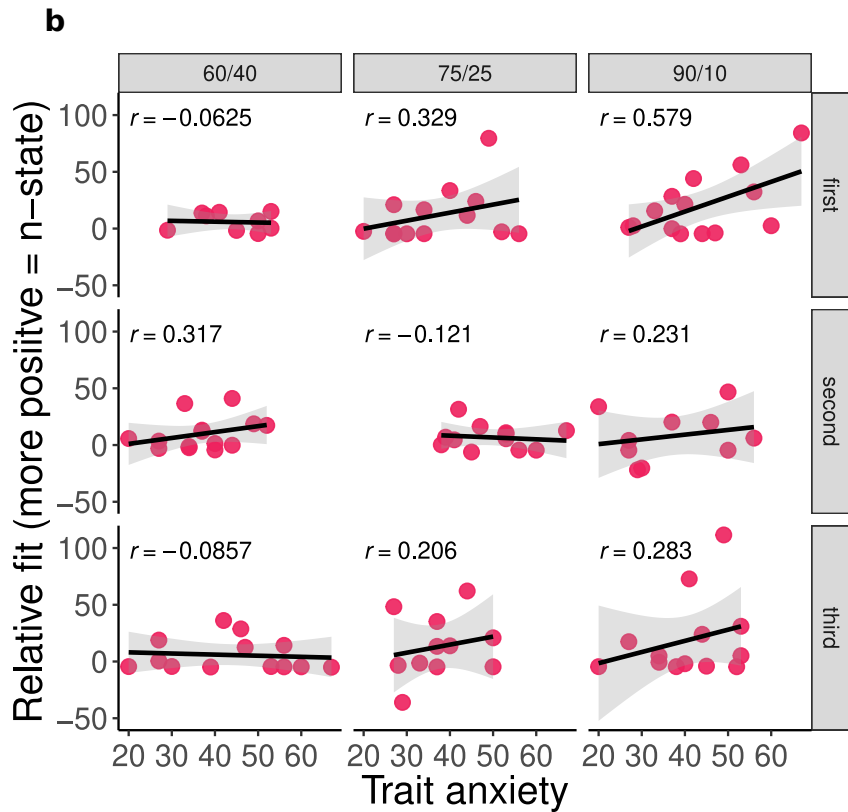 b
60/40 75/25 90/10
Relative fit (more posiitve = n−state)
100
50
0
−50
r = −0.0625
r = 0.329
r = 0.579
first
100
50
0
−50
r = 0.317
r = −0.121
r = 0.231
second
100
50
0
−50
r = −0.0857
r = 0.206
r = 0.283
third
20 30 40 50 60 20 30 40 50 60 20 30 40 50 60
Trait anxiety